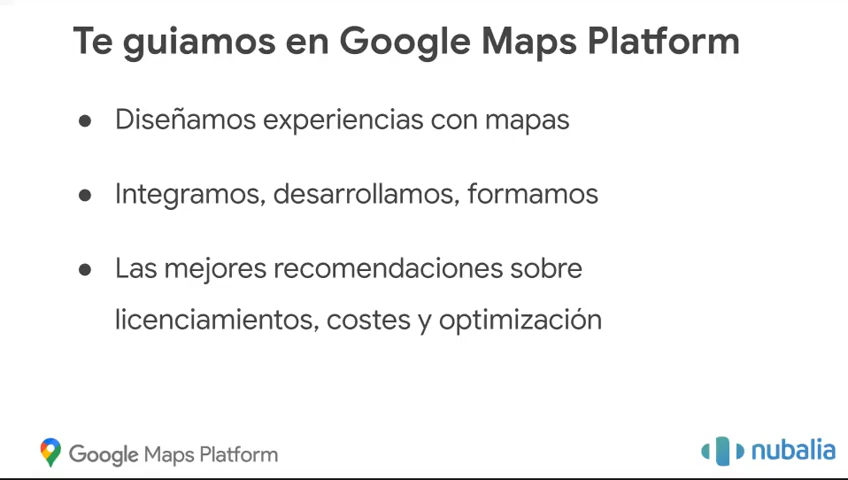 Te guiamos en Google Maps Platform
● Diseñamos experiencias con mapas
● Integramos, desarrollamos, formamos
● Las mejores recomendaciones sobre
licenciamientos, costes y optimización
Google Maps Platform
nubalia